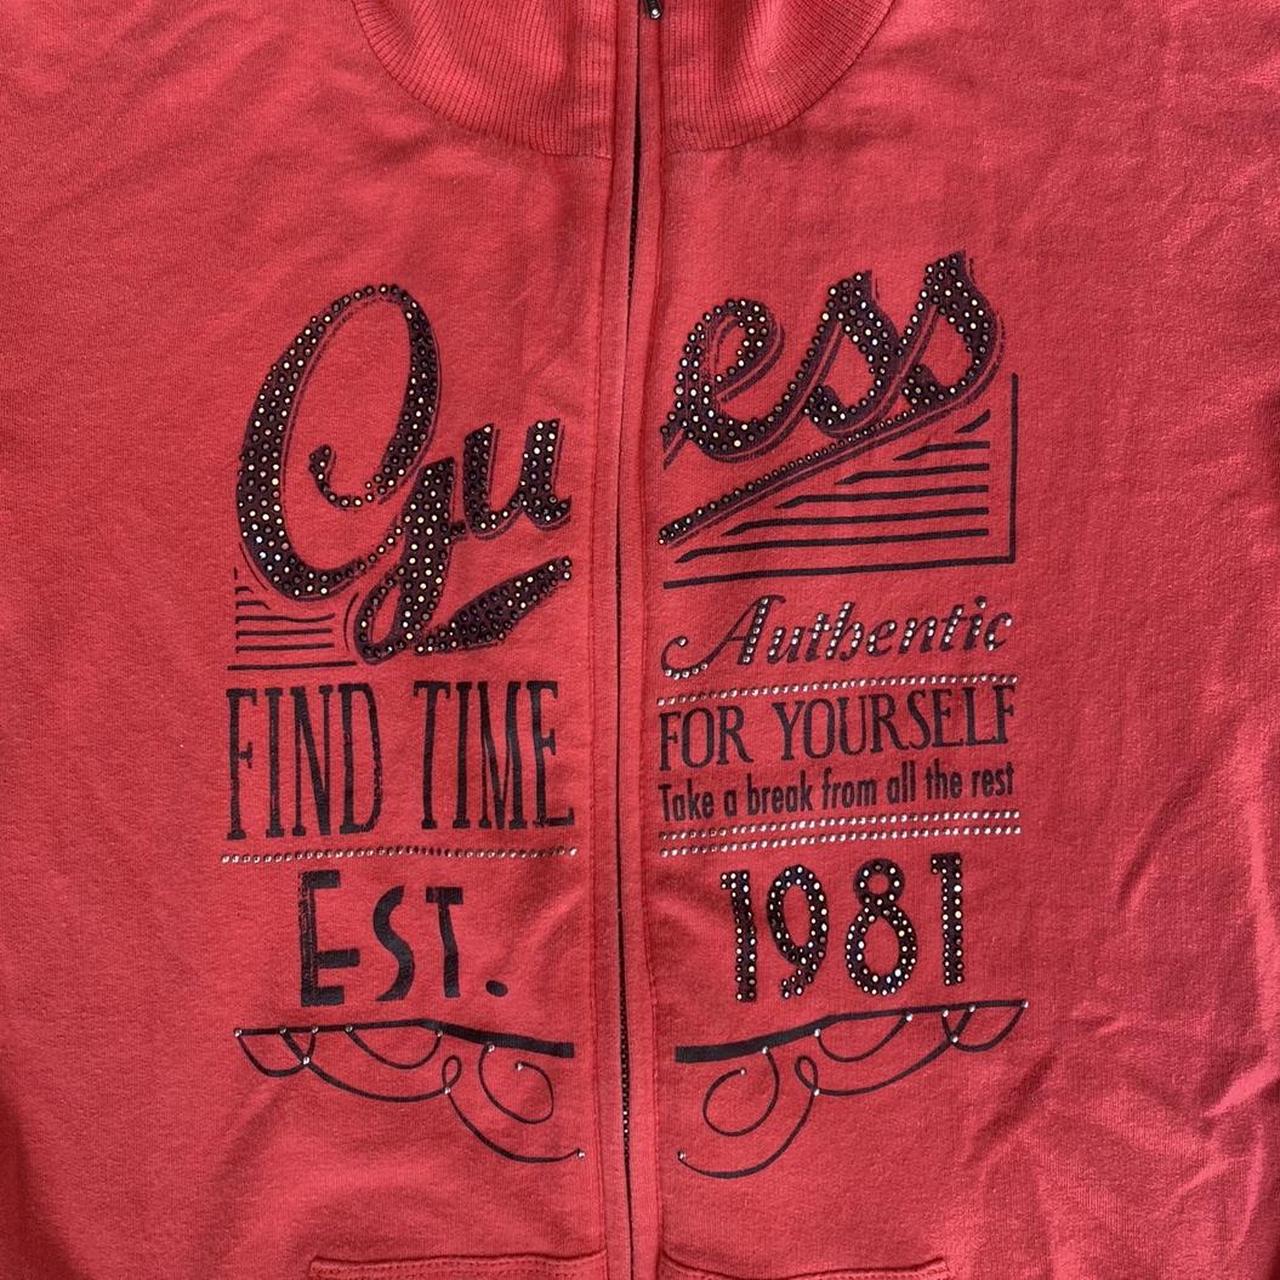 Guess
Authentic
FIND TIME FOR YOURSELF
Take a break from all the rest
EST. 1981